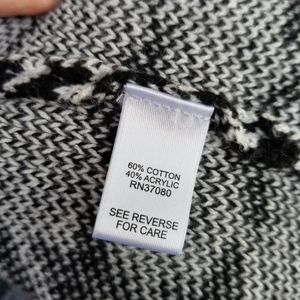 60% COTTON
40% ACRYLIC
RN37080
SEE REVERSE
FOR CARE